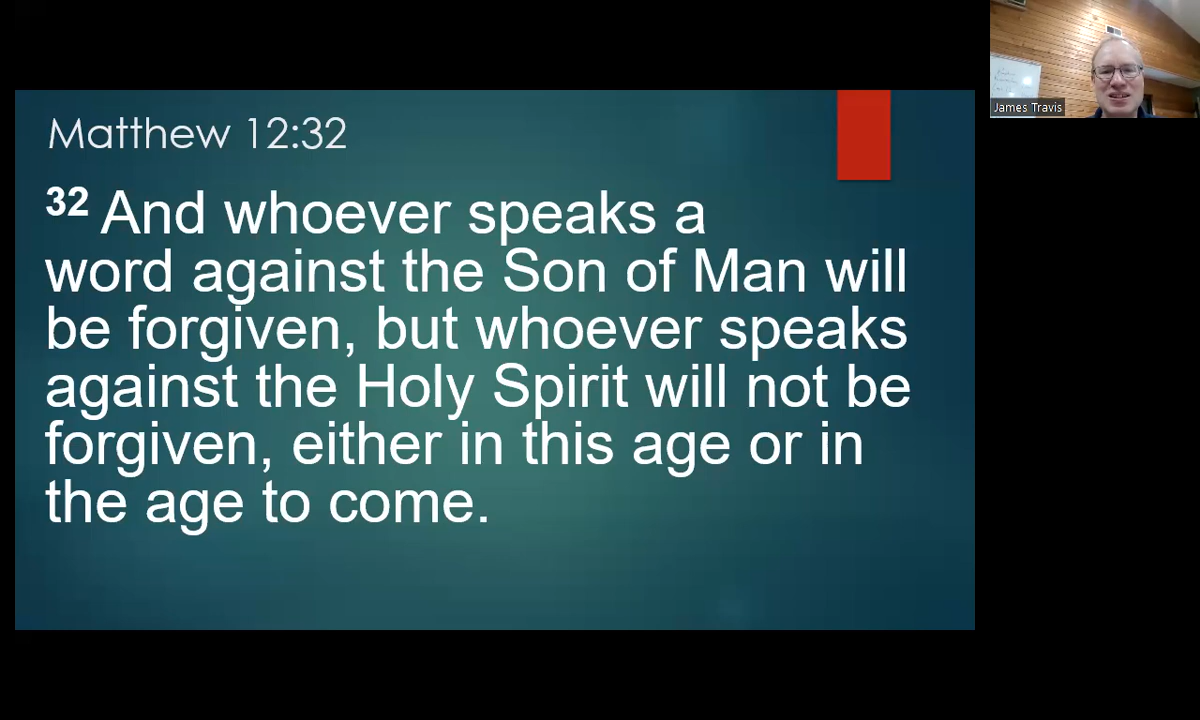 Matthew 12:32
32 And whoever speaks a
word against the Son of Man will
be forgiven, but whoever speaks
against the Holy Spirit will not be
forgiven, either in this age or in
the age to come.
James Travis